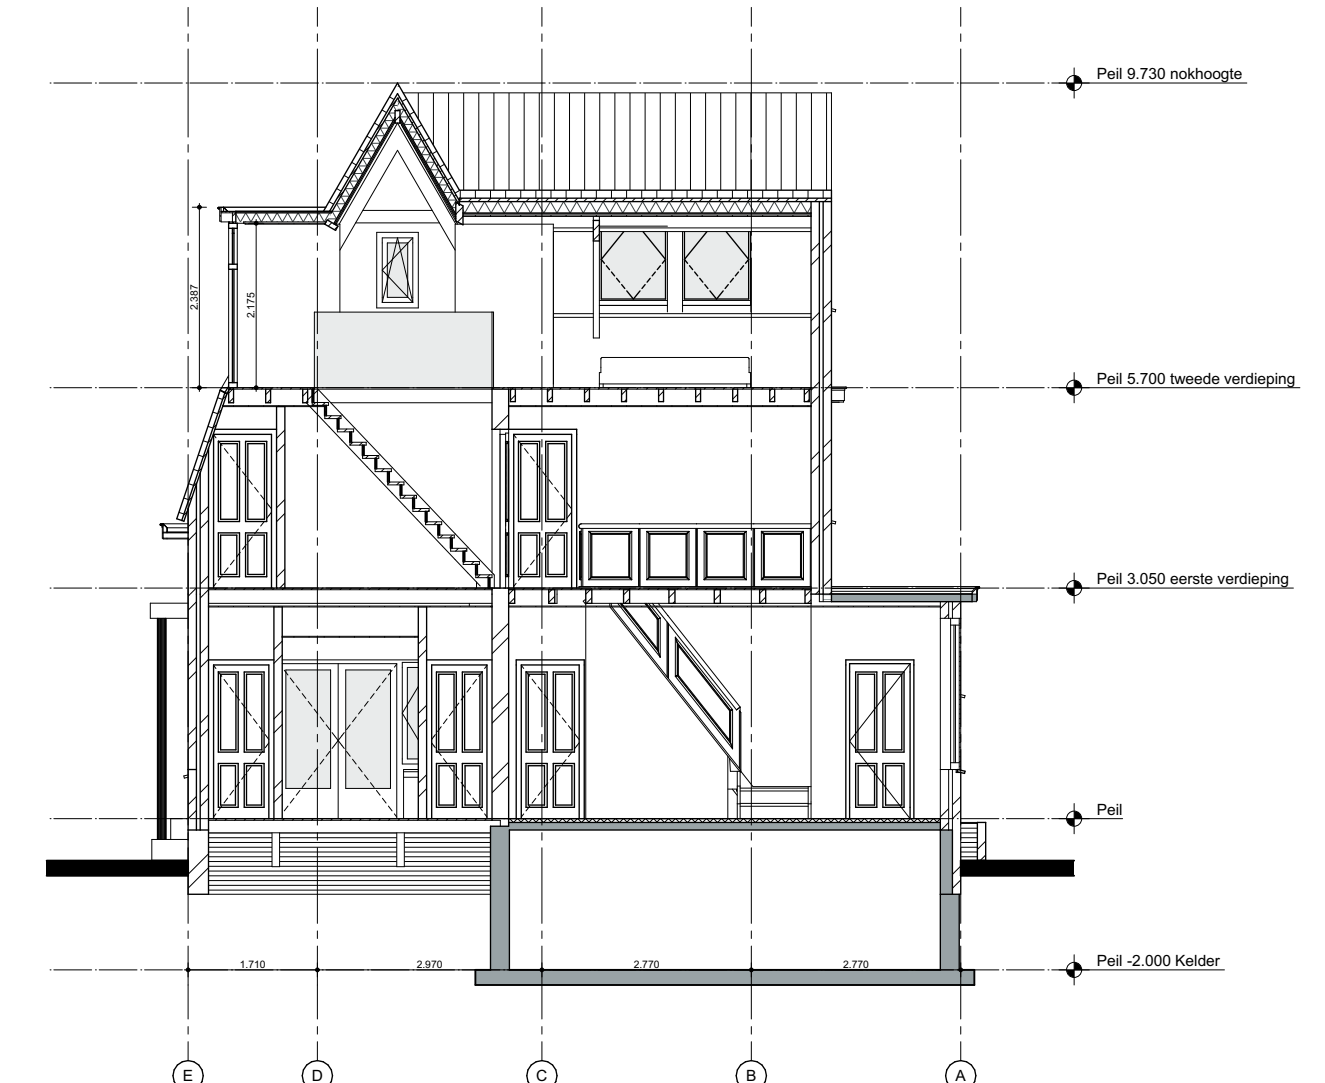 Peil 9.730 nokhoogte
2.387
2.175
Peil 5.700 tweede verdieping
Peil 3.050 eerste verdieping
Peil
Peil -2.000 Kelder
1.710
2.970
2.770
2.770
E
D
C
B
A